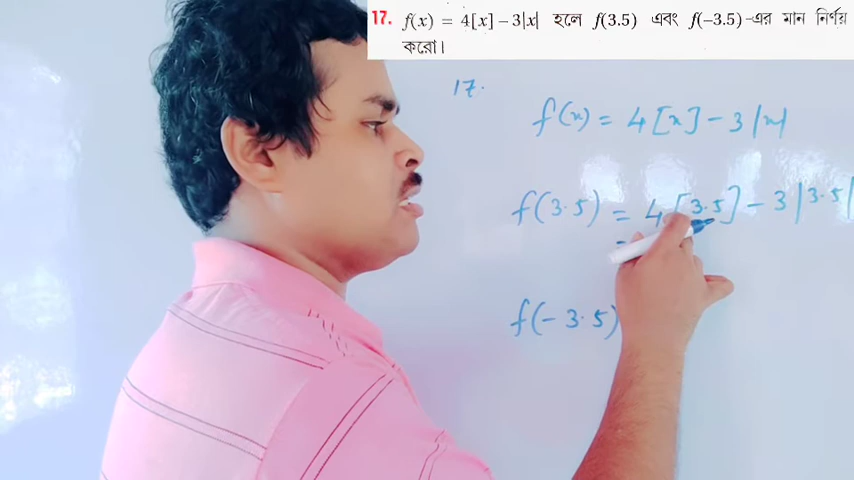 17. f(x) = 4[x] − 3|x| হলে f(3.5) এবং f(−3.5)-এর মান নির্ণয়
করো।
17.
f(x) = 4[x] − 3|x|
f(3·5) = 4[3·5] − 3|3·5|
=
f(−3·5)